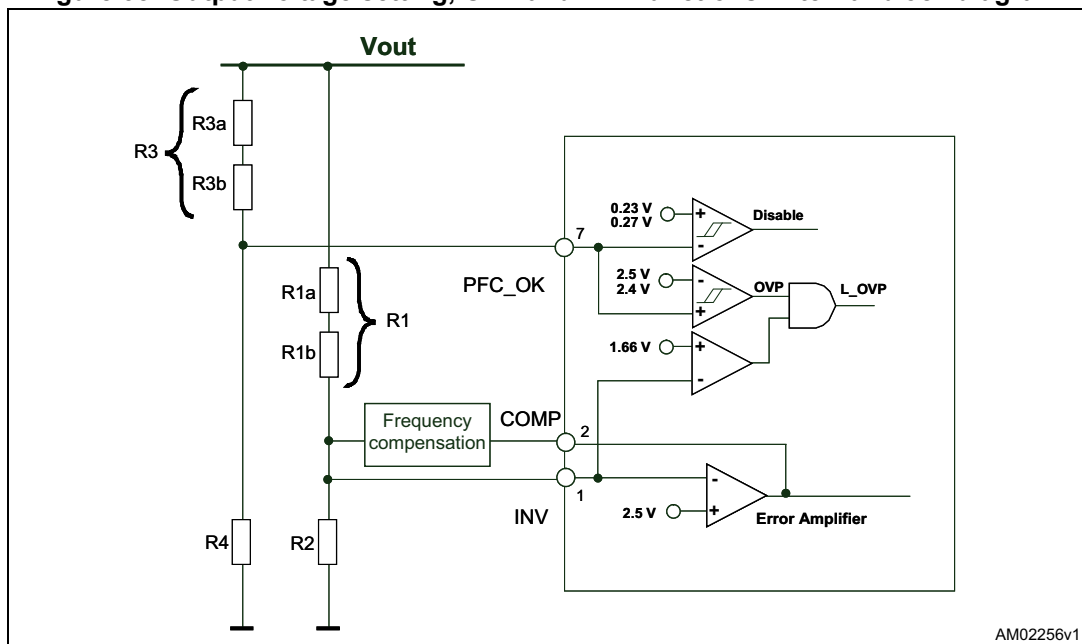 Vout
R3a
R3
R3b
0.23 V
0.27 V
+
-
Disable
7
PFC_OK
2.5 V
2.4 V
-
+
OVP
L_OVP
R1a
R1
R1b
1.66 V
+
-
Frequency
compensation
COMP
2
1
INV
-
2.5 V
+
Error Amplifier
R4
R2
AM02256v1